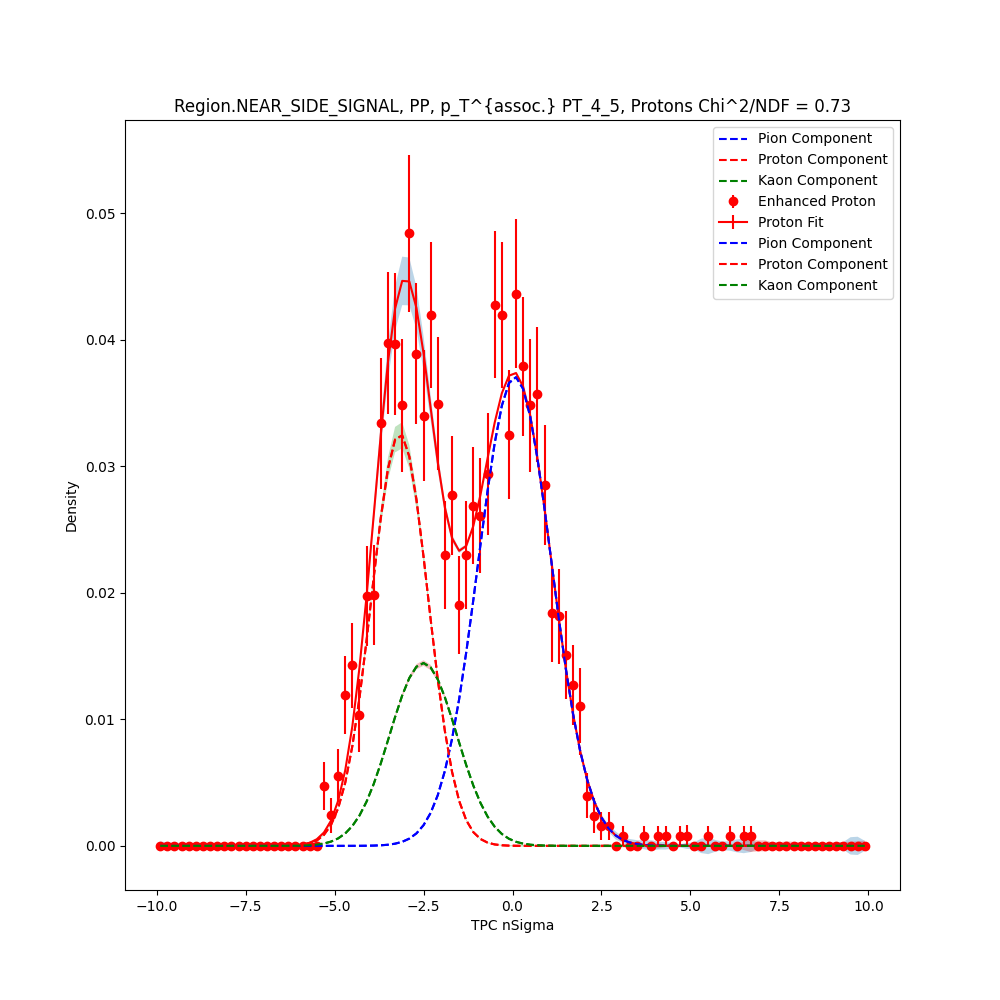 Region.NEAR_SIDE_SIGNAL, PP, p_T^{assoc.} PT_4_5, Protons Chi^2/NDF = 0.73
Pion Component
Proton Component
Kaon Component
Enhanced Proton
Proton Fit
Pion Component
Proton Component
Kaon Component
0.05
0.04
0.03
0.02
0.01
0.00
Density
−10.0 −7.5 −5.0 −2.5 0.0 2.5 5.0 7.5 10.0
TPC nSigma